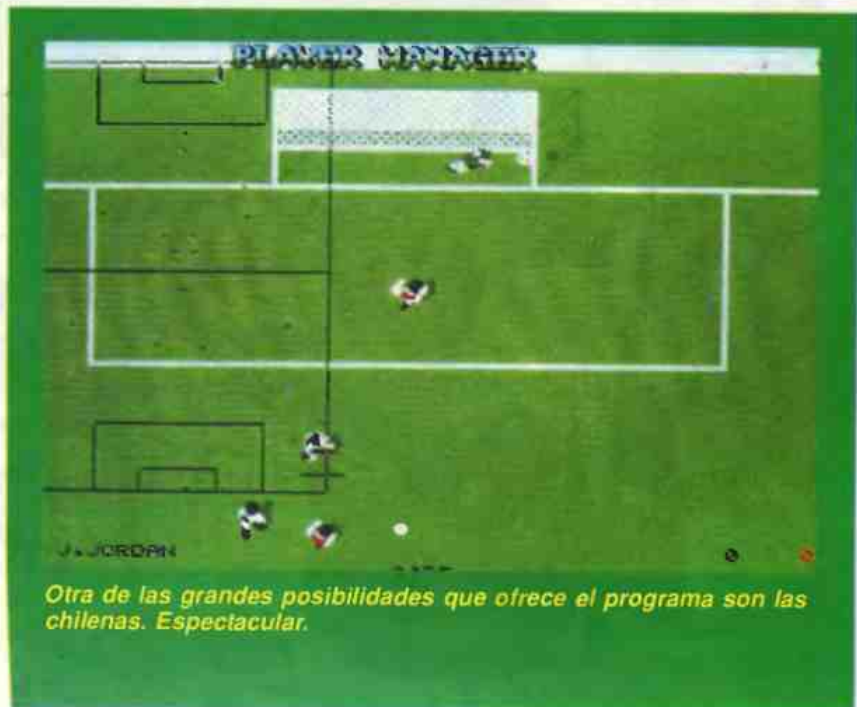 PLAYER MANAGER
J.JORDAN
Otra de las grandes posibilidades que ofrece el programa son las
chilenas. Espectacular.